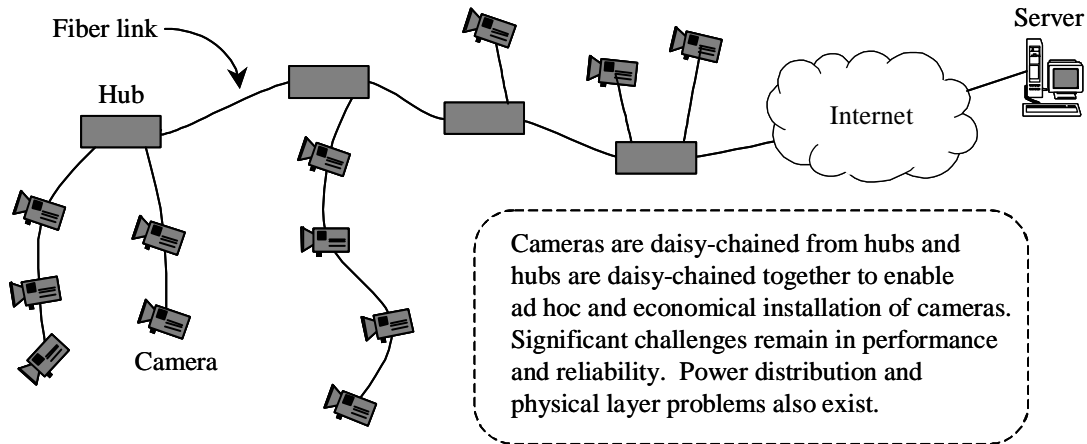 Fiber link
Server
Hub
Internet
Camera
Cameras are daisy-chained from hubs and
hubs are daisy-chained together to enable
ad hoc and economical installation of cameras.
Significant challenges remain in performance
and reliability.  Power distribution and
physical layer problems also exist.